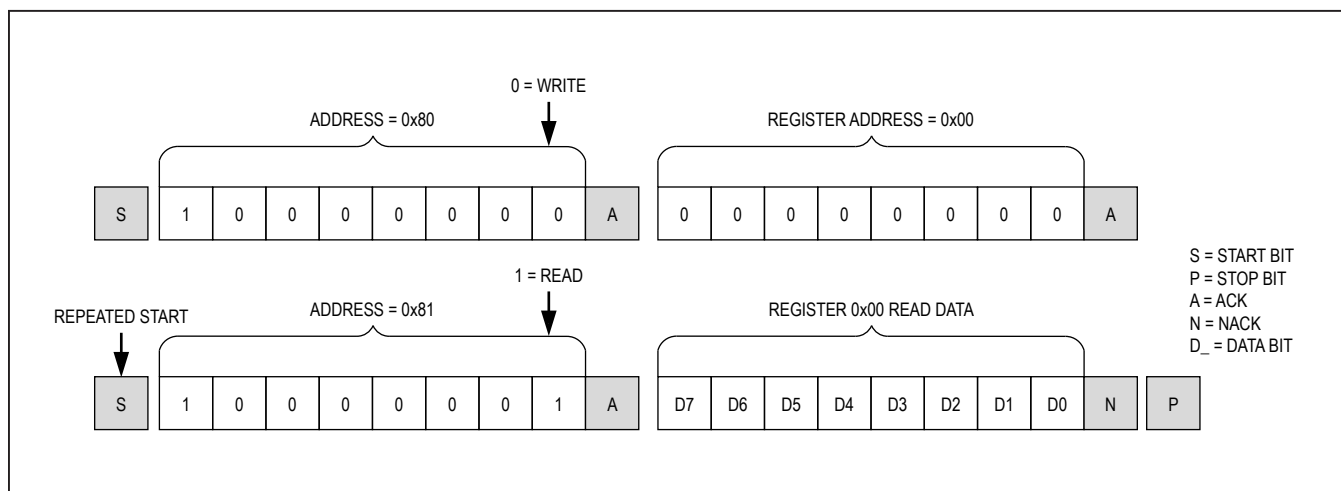 0 = WRITE
ADDRESS = 0x80
REGISTER ADDRESS = 0x00
S 1 0 0 0 0 0 0 0 A 0 0 0 0 0 0 0 0 A
1 = READ
REPEATED START
ADDRESS = 0x81
REGISTER 0x00 READ DATA
S 1 0 0 0 0 0 0 1 A D7 D6 D5 D4 D3 D2 D1 D0 N P
S = START BIT
P = STOP BIT
A = ACK
N = NACK
D_ = DATA BIT